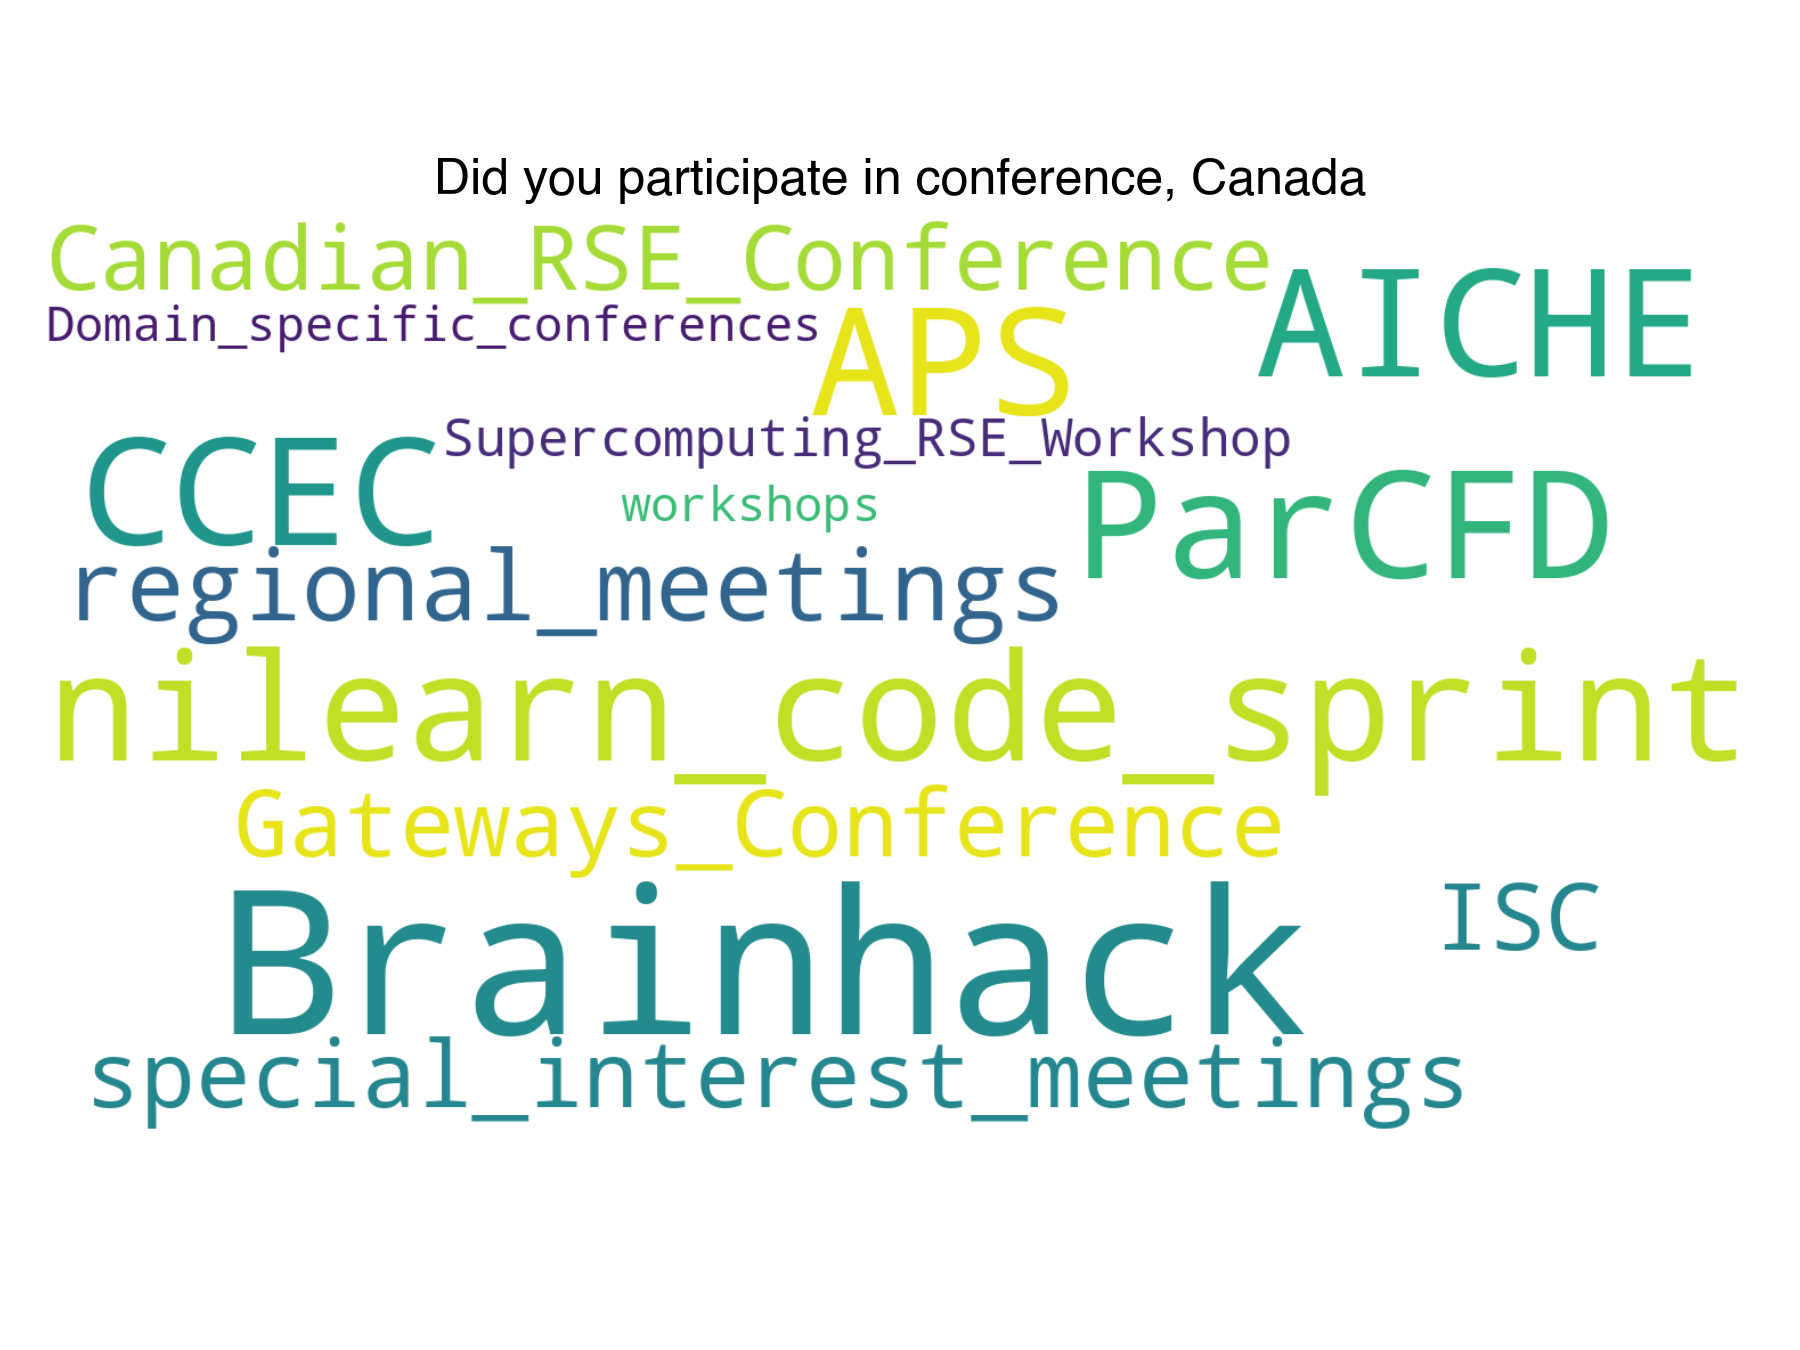 Did you participate in conference, Canada
Canadian_RSE_Conference
AICHE
Domain_specific_conferences
APS
Supercomputing_RSE_Workshop
CCEC
workshops
ParCFD
regional_meetings
nilearn_code_sprint
Gateways_Conference
Brainhack
ISC
special_interest_meetings